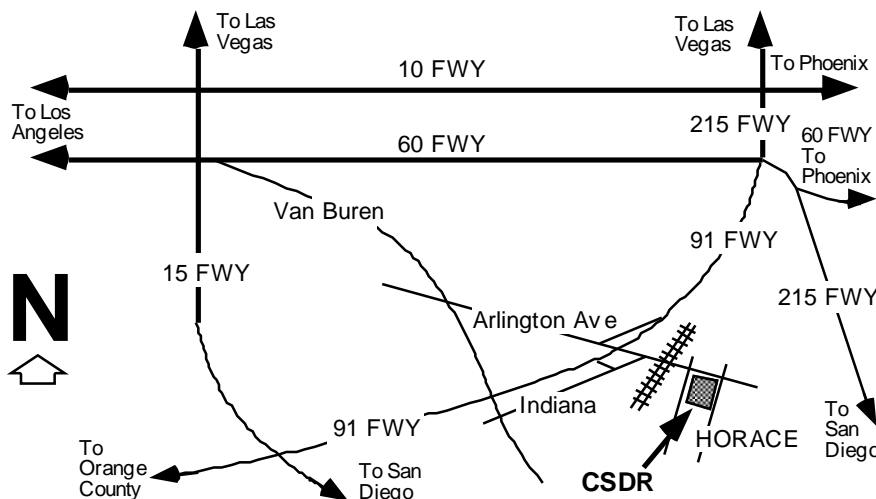 To Las
Vegas
To Las
Vegas
10 FWY
To Phoenix
To Los
Angeles
215 FWY
60 FWY
To
Phoenix
60 FWY
Van Buren
91 FWY
N
15 FWY
215 FWY
Arlington Ave
Indiana
To
San
Diego
91 FWY
HORACE
To
Orange
County
To San
Diego
CSDR